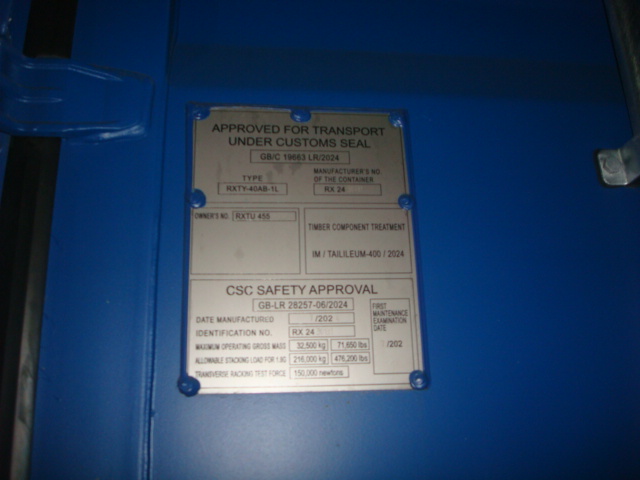 APPROVED FOR TRANSPORT
UNDER CUSTOMS SEAL
GB/C 19663 LR/2024
TYPE
RXTY-40AB-1L
MANUFACTURER'S NO.
OF THE CONTAINER
RX 24
OWNER'S NO. RXTU 455
TIMBER COMPONENT TREATMENT
IM / TAILILEUM-400 / 2024
CSC SAFETY APPROVAL
GB-LR 28257-06/2024
DATE MANUFACTURED /202
IDENTIFICATION NO. RX 24
MAXIMUM OPERATING GROSS MASS 32,500 kg 71,650 lbs
ALLOWABLE STACKING LOAD FOR 1.8G 216,000 kg 476,200 lbs
TRANSVERSE RACKING TEST FORCE 150,000 newtons
FIRST
MAINTENANCE
EXAMINATION
DATE
/202